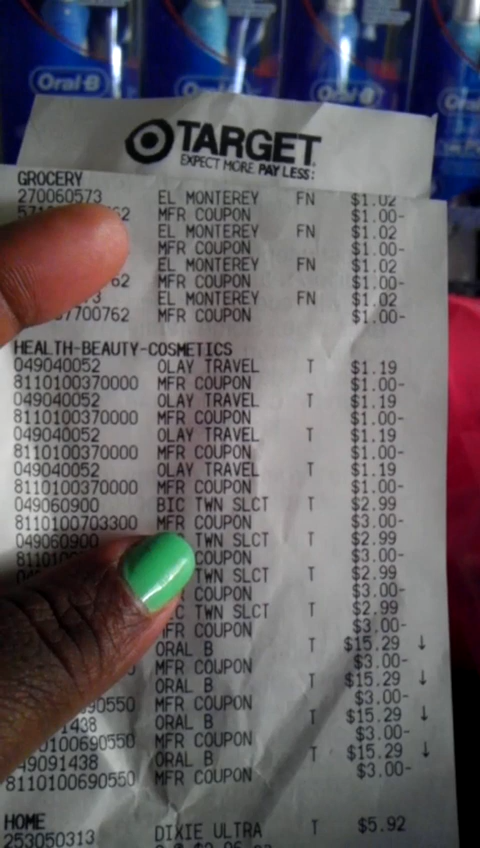 Oral-B Oral-B Oral-B Oral-B
TARGET
EXPECT MORE. PAY LESS.
GROCERY
270060573 EL MONTEREY FN $1.02
MFR COUPON $1.00-
EL MONTEREY FN $1.02
MFR COUPON $1.00-
EL MONTEREY FN $1.02
MFR COUPON $1.00-
EL MONTEREY FN $1.02
MFR COUPON $1.00-
HEALTH-BEAUTY-COSMETICS
049040052 OLAY TRAVEL T $1.19
8110100370000 MFR COUPON $1.00-
049040052 OLAY TRAVEL T $1.19
8110100370000 MFR COUPON $1.00-
049040052 OLAY TRAVEL T $1.19
8110100370000 MFR COUPON $1.00-
049040052 OLAY TRAVEL T $1.19
8110100370000 MFR COUPON $1.00-
049060900 BIC TWN SLCT T $2.99
8110100703300 MFR COUPON $3.00-
049060900 TWN SLCT T $2.99
COUPON $3.00-
TWN SLCT T $2.99
COUPON $3.00-
TWN SLCT T $2.99
MFR COUPON $3.00-
ORAL B T $15.29 ↓
MFR COUPON $3.00-
ORAL B T $15.29 ↓
MFR COUPON $3.00-
ORAL B T $15.29 ↓
MFR COUPON $3.00-
49091438 ORAL B T $15.29 ↓
8110100690550 MFR COUPON $3.00-
HOME
253050313 DIXIE ULTRA T $5.92